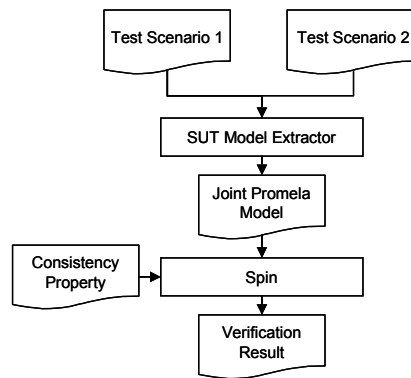 Test Scenario 1
Test Scenario 2
SUT Model Extractor
Joint Promela
Model
Consistency
Property
Spin
Verification
Result